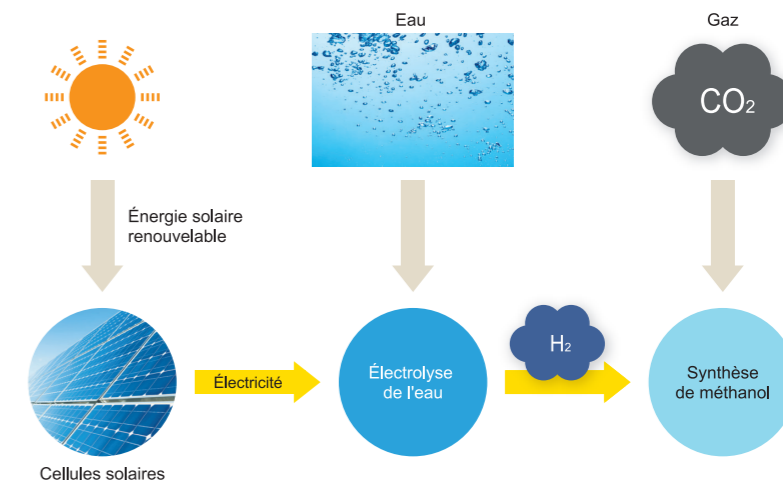 Eau
Gaz
CO₂
Énergie solaire
renouvelable
Électricité
Électrolyse
de l'eau
H₂
Synthèse
de méthanol
Cellules solaires